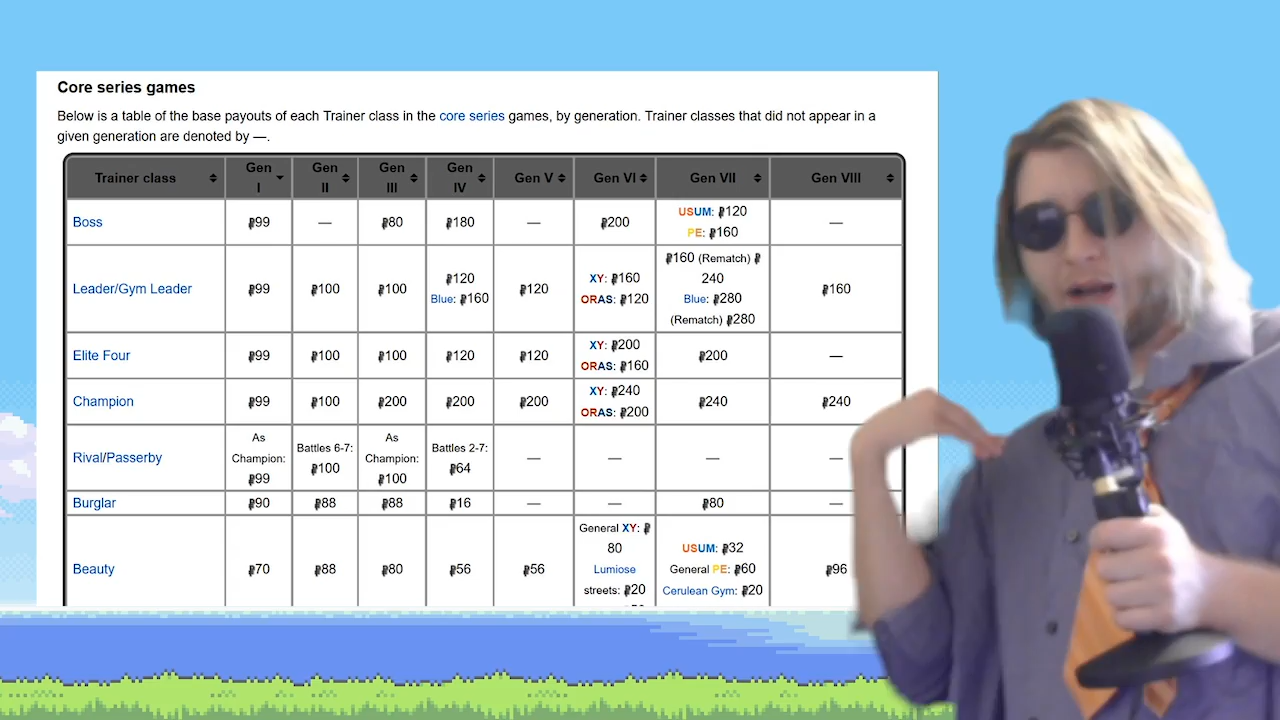 Core series games
Below is a table of the base payouts of each Trainer class in the core series games, by generation. Trainer classes that did not appear in a
given generation are denoted by —.
Trainer class Gen I Gen II Gen III Gen IV Gen V Gen VI Gen VII Gen VIII
Boss ₽99 — ₽80 ₽180 — ₽200 USUM: ₽120 PE: ₽160 —
Leader/Gym Leader ₽99 ₽100 ₽100 ₽120 Blue: ₽160 ₽120 XY: ₽160 ORAS: ₽120 ₽160 (Rematch) ₽240 Blue: ₽280 (Rematch) ₽280 ₽160
Elite Four ₽99 ₽100 ₽100 ₽120 ₽120 XY: ₽200 ORAS: ₽160 ₽200 —
Champion ₽99 ₽100 ₽200 ₽200 ₽200 XY: ₽240 ORAS: ₽200 ₽240 ₽240
Rival/Passerby As Champion: ₽99 Battles 6-7: ₽100 As Champion: ₽100 Battles 2-7: ₽64 — — — —
Burglar ₽90 ₽88 ₽88 ₽16 — — ₽80 —
Beauty ₽70 ₽88 ₽80 ₽56 ₽56 General XY: ₽80 Lumiose streets: ₽20 USUM: ₽32 General PE: ₽60 Cerulean Gym: ₽20 ₽96